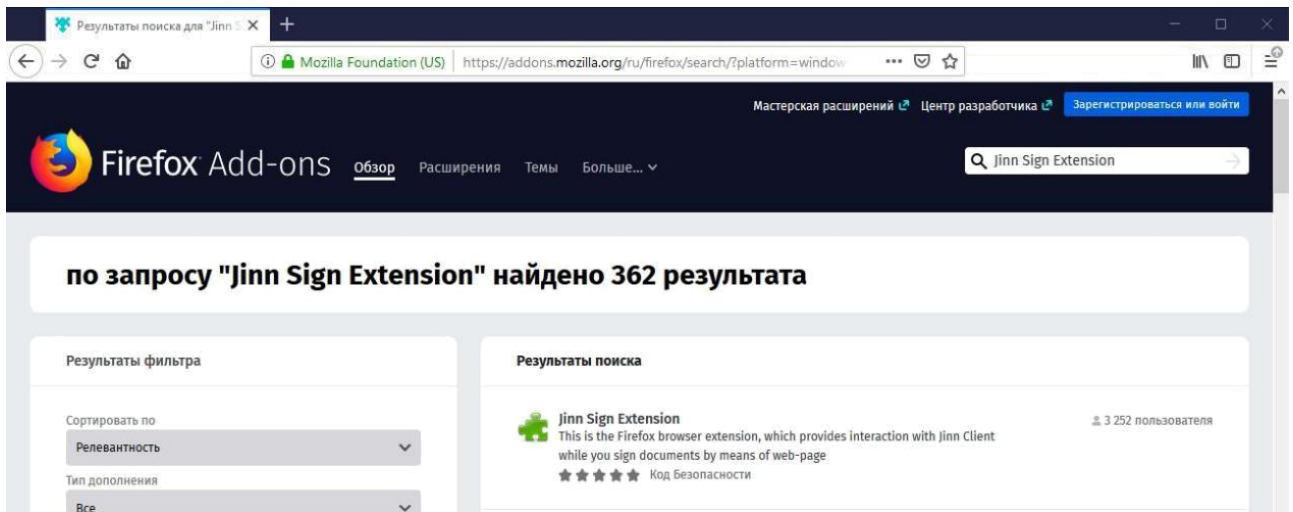 Результаты поиска для "Jinn S
Mozilla Foundation (US) https://addons.mozilla.org/ru/firefox/search/?platform=window
Мастерская расширений Центр разработчика Зарегистрироваться или войти
Firefox Add-ons Обзор Расширения Темы Больше... Jinn Sign Extension
по запросу "Jinn Sign Extension" найдено 362 результата
Результаты фильтра
Сортировать по
Релевантность
Тип дополнения
Все
Результаты поиска
Jinn Sign Extension 3 252 пользователя
This is the Firefox browser extension, which provides interaction with Jinn Client
while you sign documents by means of web-page
Код Безопасности